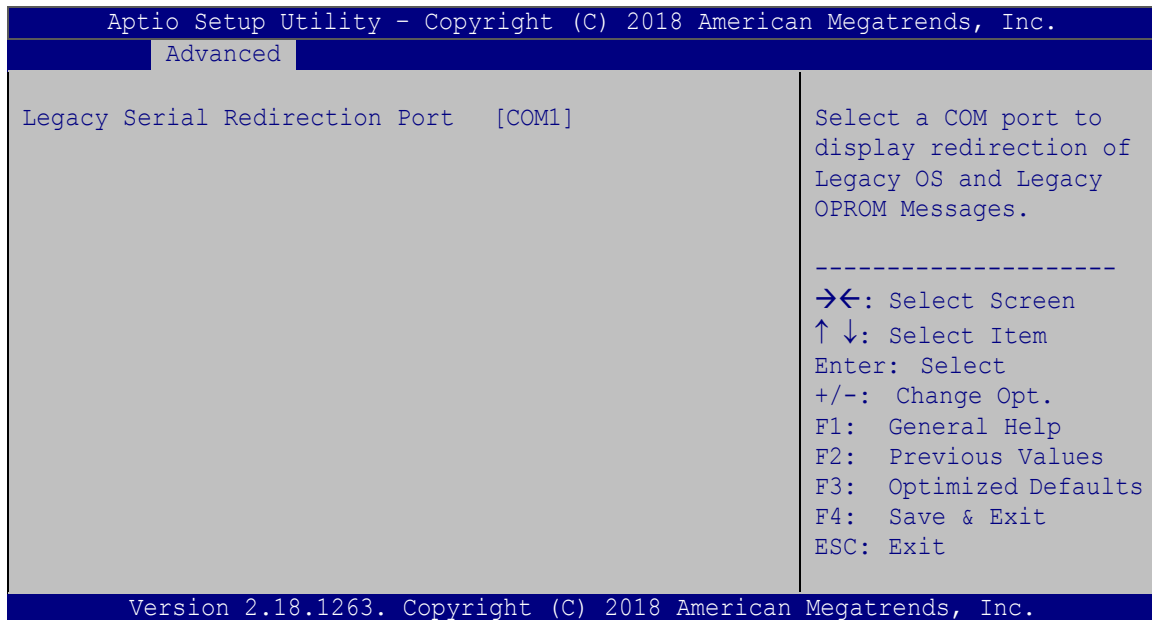 Aptio Setup Utility – Copyright (C) 2018 American Megatrends, Inc.
Advanced
Legacy Serial Redirection Port [COM1]
Select a COM port to
display redirection of
Legacy OS and Legacy
OPROM Messages.
---------------------
→←: Select Screen
↑ ↓: Select Item
Enter: Select
+/-: Change Opt.
F1: General Help
F2: Previous Values
F3: Optimized Defaults
F4: Save & Exit
ESC: Exit
Version 2.18.1263. Copyright (C) 2018 American Megatrends, Inc.